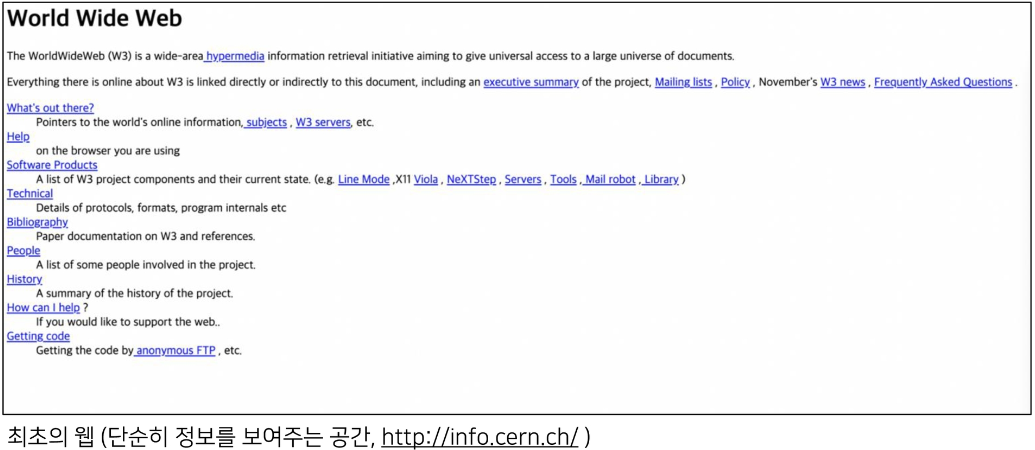 World Wide Web
The WorldWideWeb (W3) is a wide-area hypermedia information retrieval initiative aiming to give universal access to a large universe of documents.
Everything there is online about W3 is linked directly or indirectly to this document, including an executive summary of the project, Mailing lists , Policy , November's W3 news , Frequently Asked Questions .
What's out there?
Pointers to the world's online information, subjects , W3 servers, etc.
Help
on the browser you are using
Software Products
A list of W3 project components and their current state. (e.g. Line Mode ,X11 Viola , NeXTStep , Servers , Tools , Mail robot , Library )
Technical
Details of protocols, formats, program internals etc
Bibliography
Paper documentation on W3 and references.
People
A list of some people involved in the project.
History
A summary of the history of the project.
How can I help ?
If you would like to support the web..
Getting code
Getting the code by anonymous FTP , etc.
최초의 웹 (단순히 정보를 보여주는 공간, http://info.cern.ch/ )